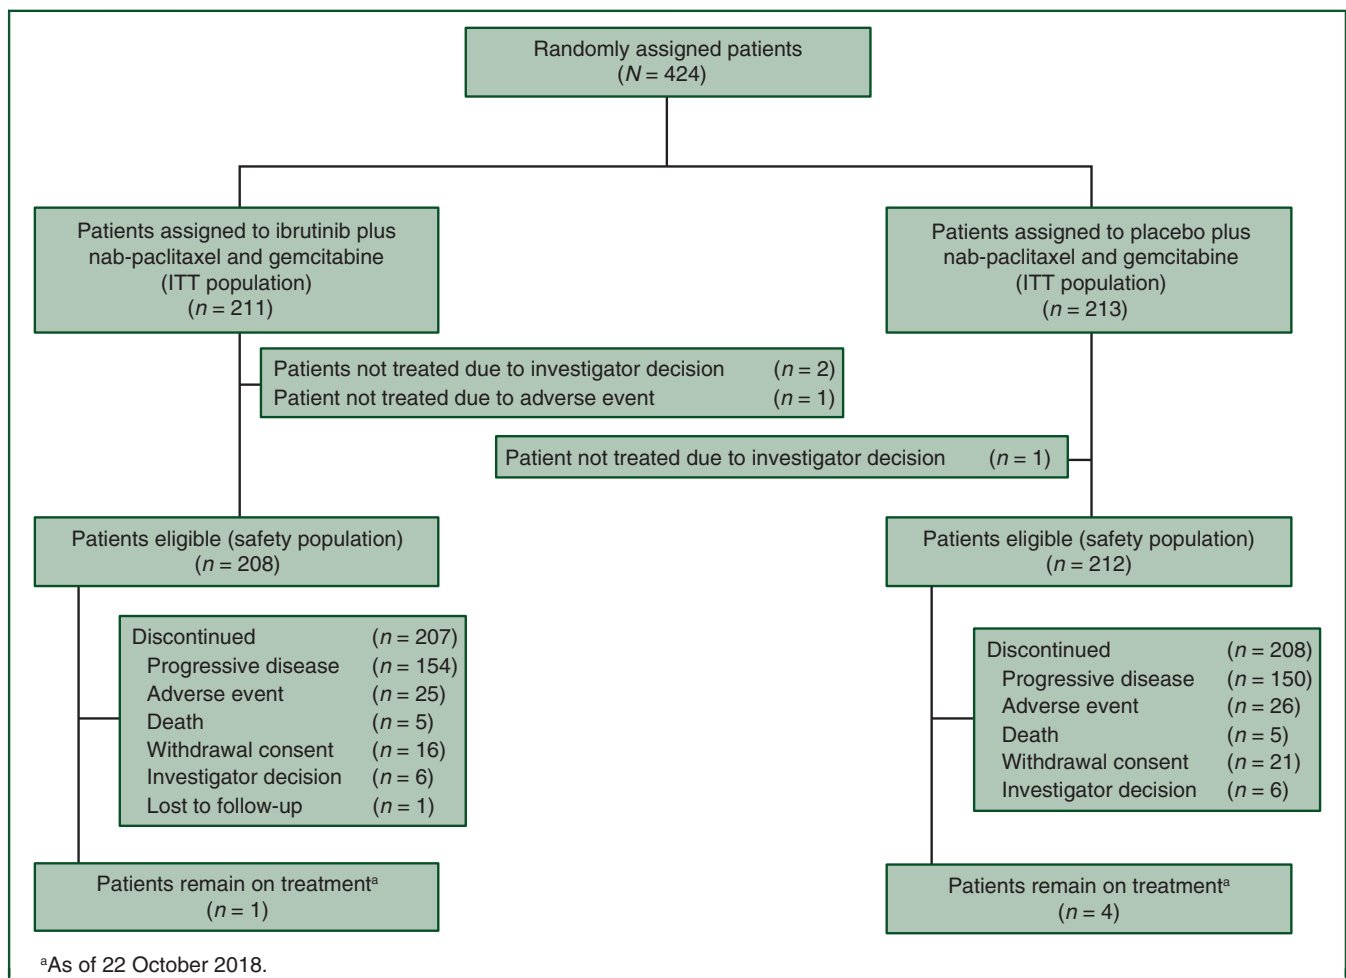 Randomly assigned patients
(N = 424)
Patients assigned to ibrutinib plus
nab-paclitaxel and gemcitabine
(ITT population)
(n = 211)
Patients assigned to placebo plus
nab-paclitaxel and gemcitabine
(ITT population)
(n = 213)
Patients not treated due to investigator decision (n = 2)
Patient not treated due to adverse event (n = 1)
Patient not treated due to investigator decision (n = 1)
Patients eligible (safety population)
(n = 208)
Patients eligible (safety population)
(n = 212)
Discontinued (n = 207)
Progressive disease (n = 154)
Adverse event (n = 25)
Death (n = 5)
Withdrawal consent (n = 16)
Investigator decision (n = 6)
Lost to follow-up (n = 1)
Discontinued (n = 208)
Progressive disease (n = 150)
Adverse event (n = 26)
Death (n = 5)
Withdrawal consent (n = 21)
Investigator decision (n = 6)
Patients remain on treatmentᵃ
(n = 1)
Patients remain on treatmentᵃ
(n = 4)
ᵃAs of 22 October 2018.